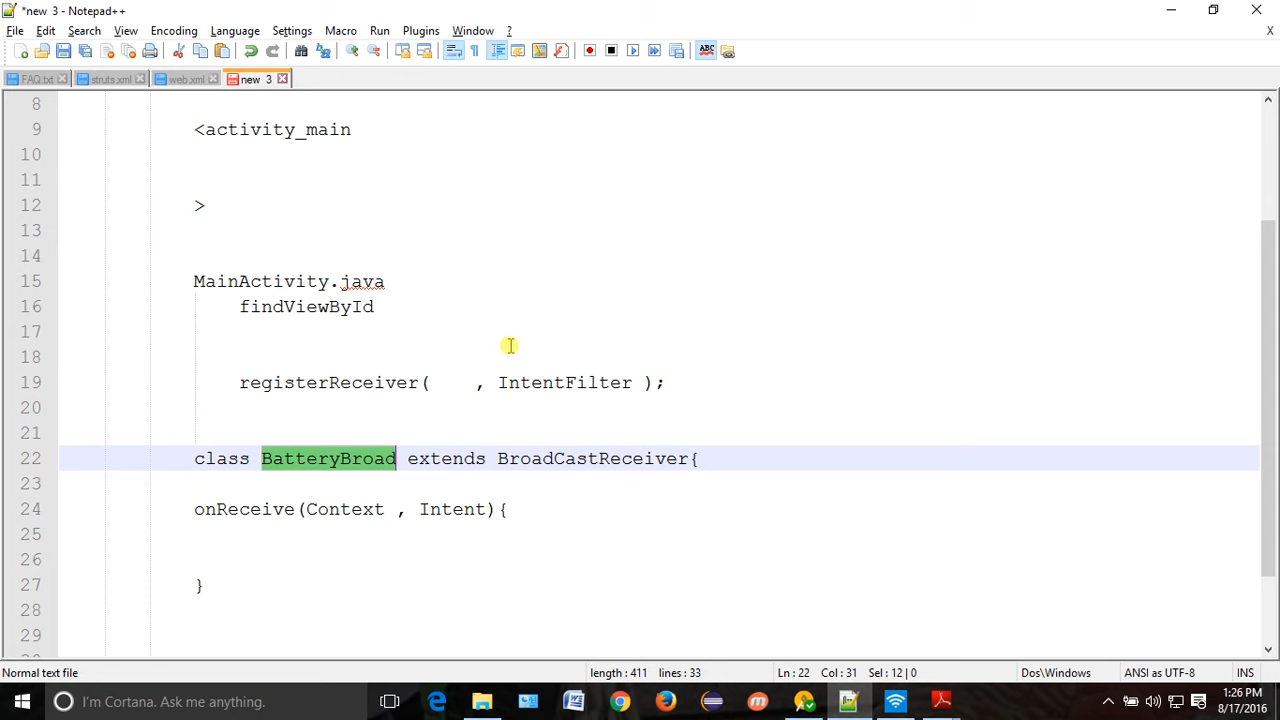 *new 3 - Notepad++
File Edit Search View Encoding Language Settings Macro Run Plugins Window ? X
FAQ.txt struts.xml web.xml new 3
8
9 <activity_main
10
11
12 >
13
14
15 MainActivity.java
16 findViewById
17
18
19 registerReceiver( , IntentFilter );
20
21
22 class BatteryBroad extends BroadCastReceiver{
23
24 onReceive(Context , Intent){
25
26
27 }
28
29
Normal text file length : 411 lines : 33 Ln : 22 Col : 31 Sel : 12 | 0 Dos\Windows ANSI as UTF-8 INS
I'm Cortana. Ask me anything. 1:26 PM
8/17/2016